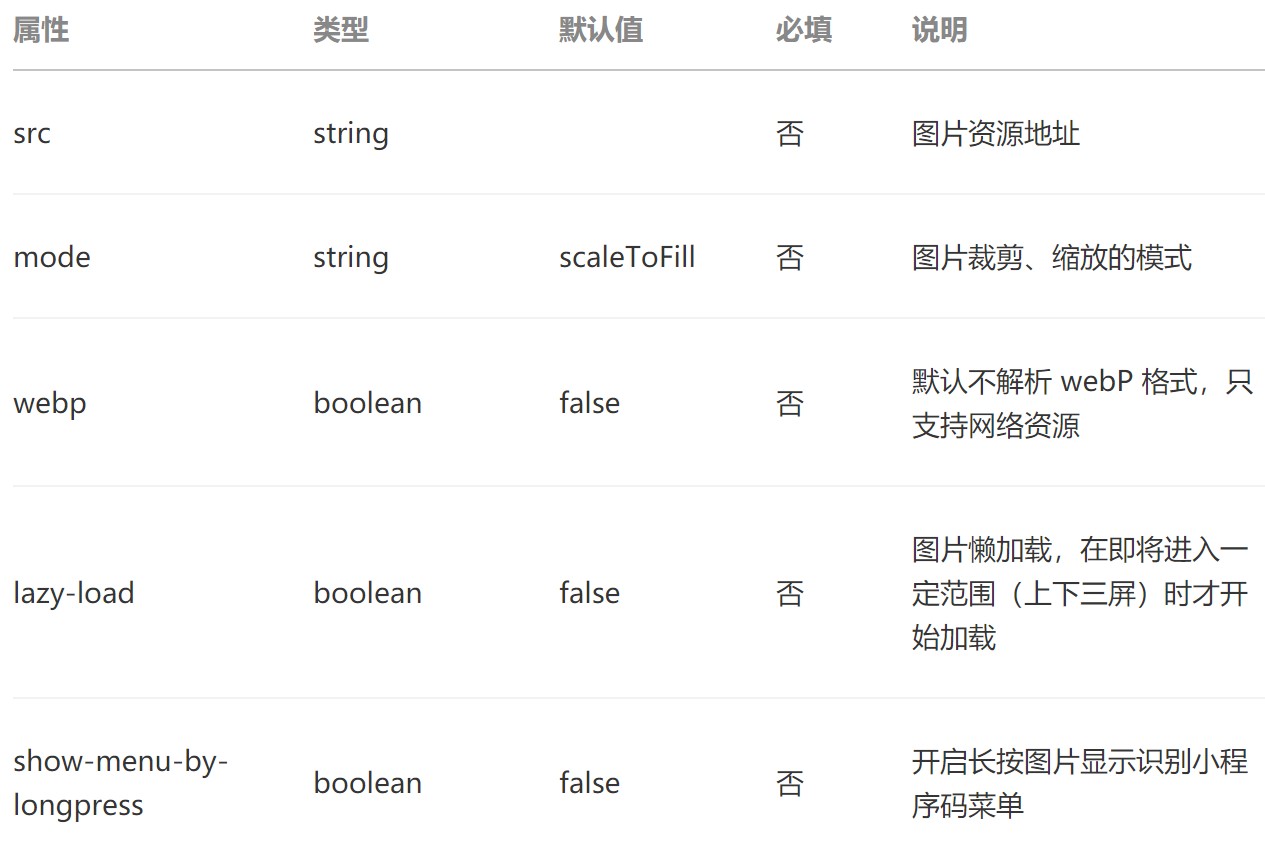 属性 类型 默认值 必填 说明
src string 否 图片资源地址
mode string scaleToFill 否 图片裁剪、缩放的模式
webp boolean false 否 默认不解析 webP 格式，只
支持网络资源
lazy-load boolean false 否 图片懒加载，在即将进入一
定范围（上下三屏）时才开
始加载
show-menu-by-
longpress boolean false 否 开启长按图片显示识别小程
序码菜单